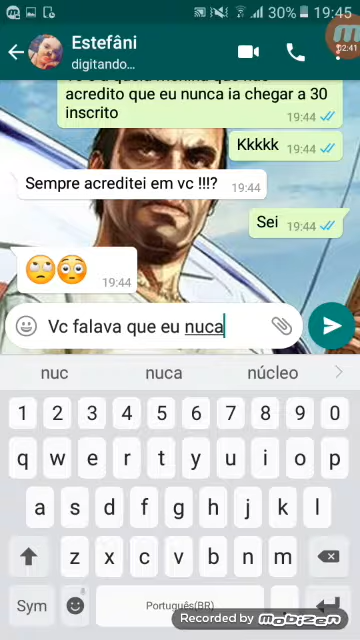 30% 19:45
Estefâni
digitando...
02:41
acredito que eu nunca ia chegar a 30
inscrito
19:44
Kkkkk 19:44
Sempre acreditei em vc !!!? 19:44
Sei 19:44
19:44
Vc falava que eu nuca
nuc nuca núcleo
1 2 3 4 5 6 7 8 9 0
q w e r t y u i o p
a s d f g h j k l
z x c v b n m
Sym Português(BR) .
Recorded by mobizen